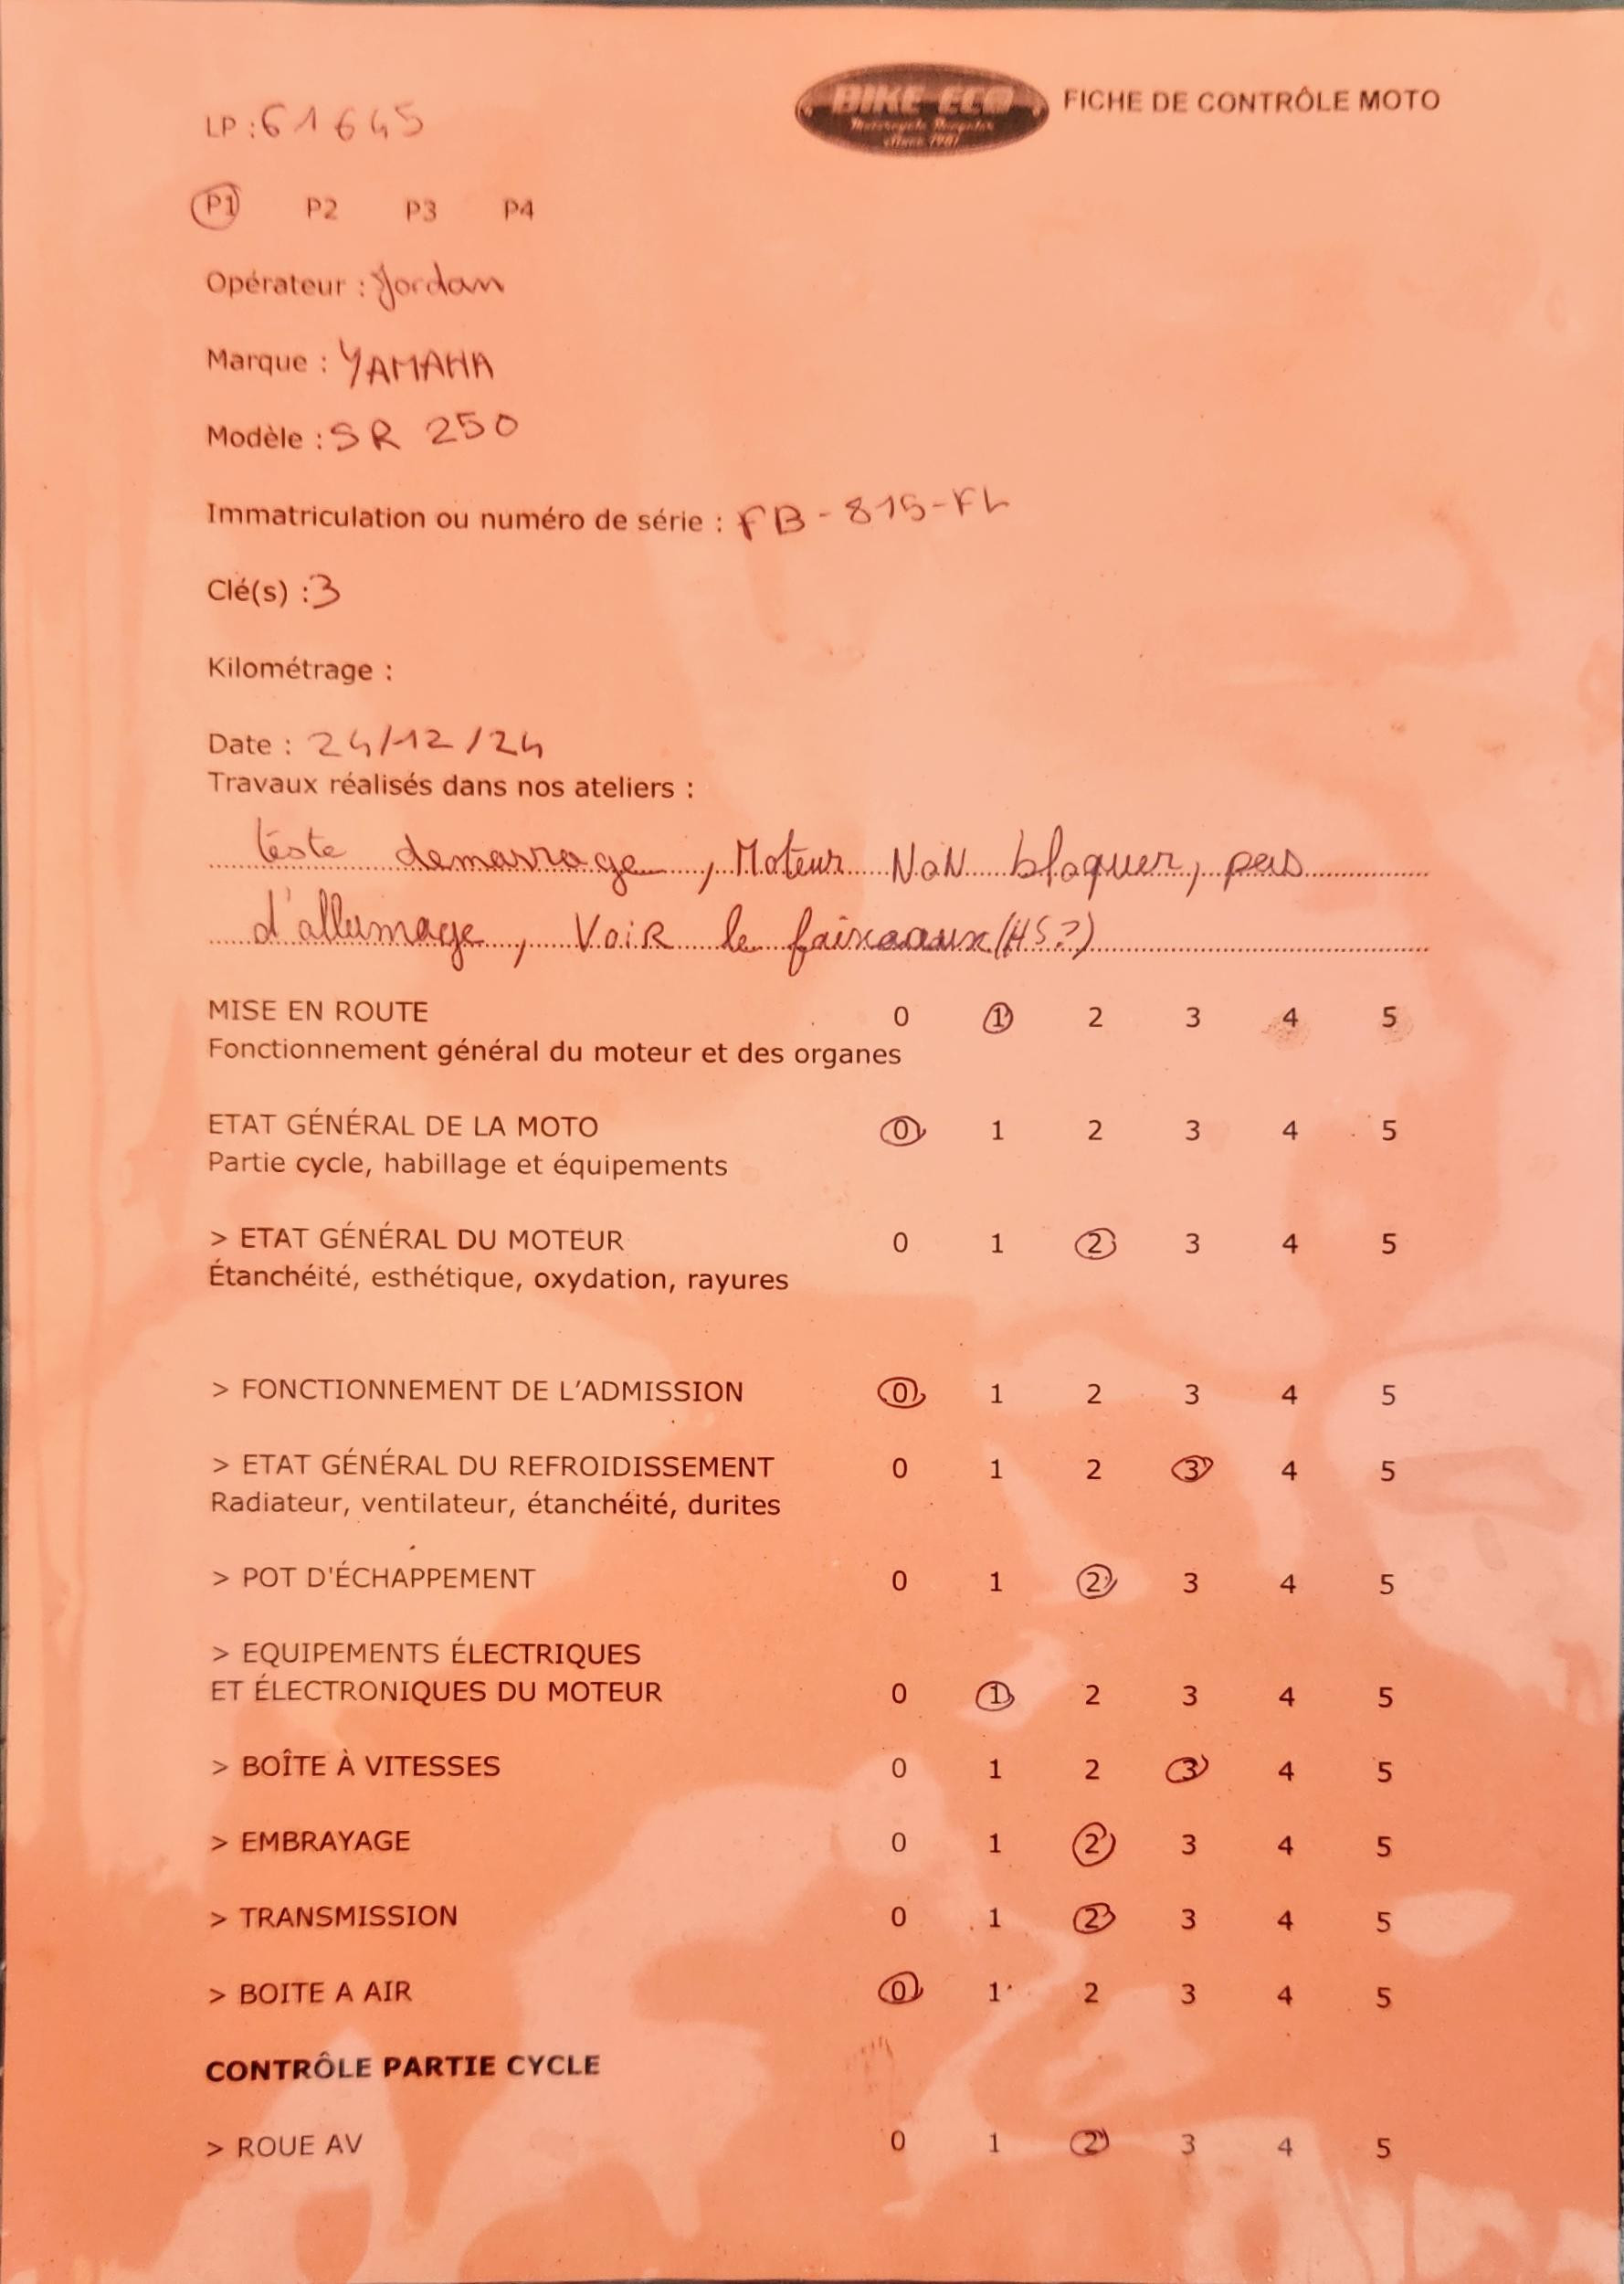 BIKE ECO
Motorcycle Recycler
since 1981
FICHE DE CONTRÔLE MOTO
LP : 61645
P1 P2 P3 P4
Opérateur : Jordan
Marque : YAMAHA
Modèle : SR 250
Immatriculation ou numéro de série : FB-815-FL
Clé(s) : 3
Kilométrage :
Date : 24/12/24
Travaux réalisés dans nos ateliers :
teste demarrage, Moteur NON bloquer, pas
d'allumage, VOIR le (HS?)
MISE EN ROUTE 0 1 2 3 4 5
Fonctionnement général du moteur et des organes
ETAT GÉNÉRAL DE LA MOTO 0 1 2 3 4 5
Partie cycle, habillage et équipements
> ETAT GÉNÉRAL DU MOTEUR 0 1 2 3 4 5
Étanchéité, esthétique, oxydation, rayures
> FONCTIONNEMENT DE L'ADMISSION 0 1 2 3 4 5
> ETAT GÉNÉRAL DU REFROIDISSEMENT 0 1 2 3 4 5
Radiateur, ventilateur, étanchéité, durites
> POT D'ÉCHAPPEMENT 0 1 2 3 4 5
> EQUIPEMENTS ÉLECTRIQUES
ET ÉLECTRONIQUES DU MOTEUR 0 1 2 3 4 5
> BOÎTE À VITESSES 0 1 2 3 4 5
> EMBRAYAGE 0 1 2 3 4 5
> TRANSMISSION 0 1 2 3 4 5
> BOITE A AIR 0 1 2 3 4 5
CONTRÔLE PARTIE CYCLE
> ROUE AV 0 1 2 3 4 5